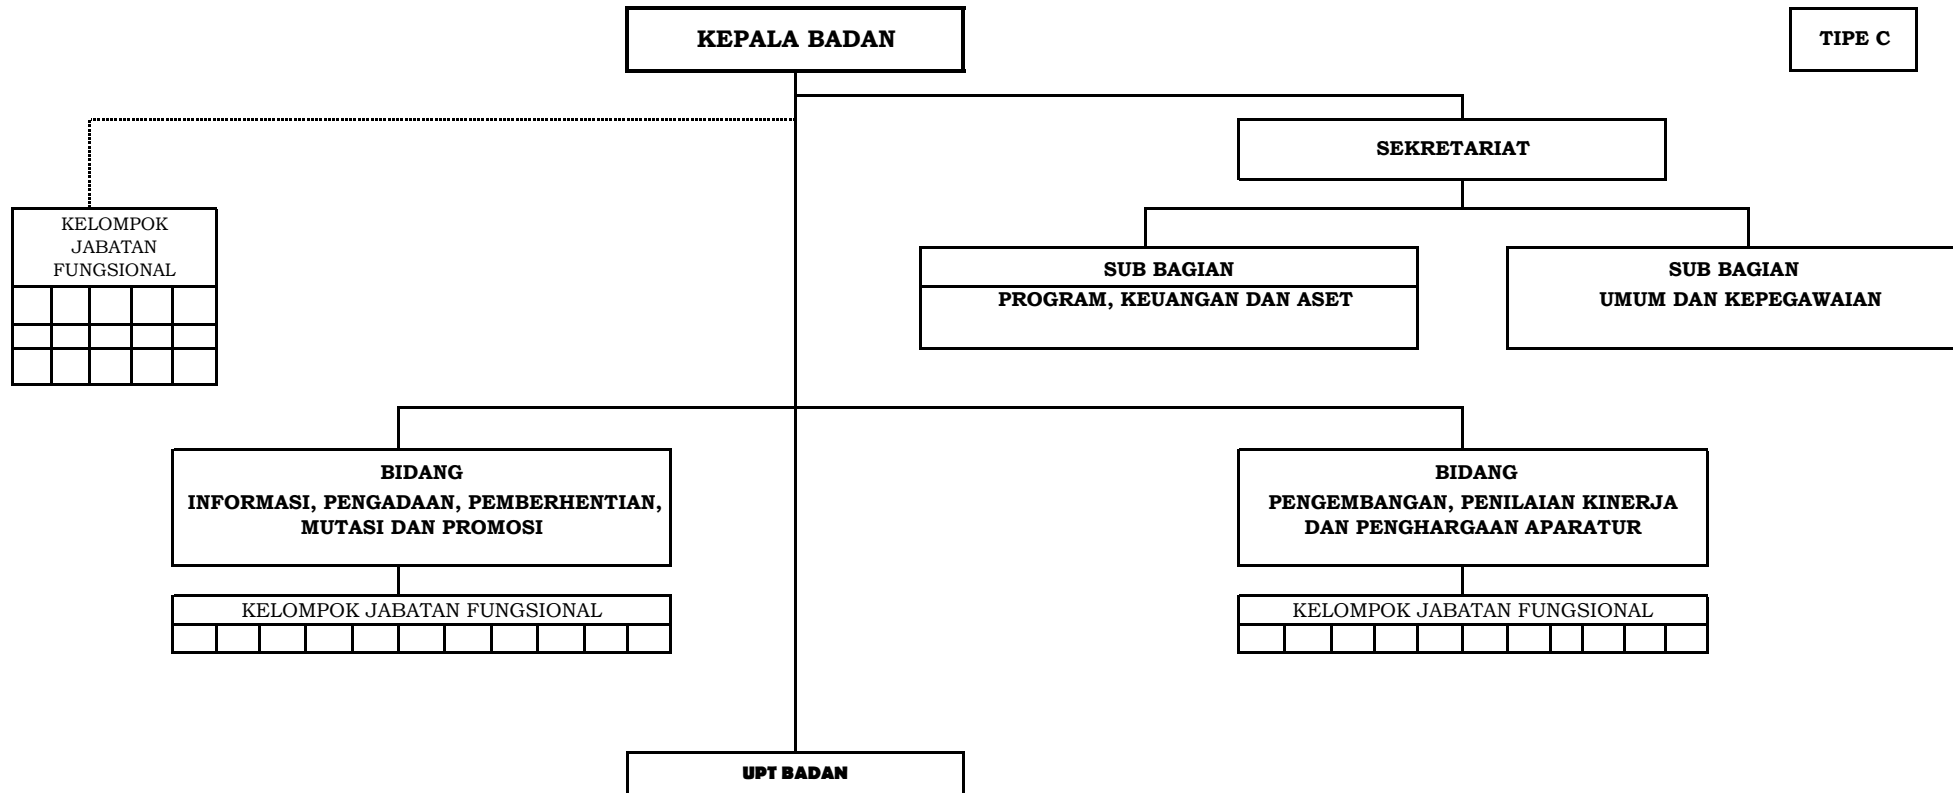 KEPALA BADAN
TIPE C
SEKRETARIAT
KELOMPOK
JABATAN
FUNGSIONAL
SUB BAGIAN
PROGRAM, KEUANGAN DAN ASET
SUB BAGIAN
UMUM DAN KEPEGAWAIAN
BIDANG
INFORMASI, PENGADAAN, PEMBERHENTIAN,
MUTASI DAN PROMOSI
BIDANG
PENGEMBANGAN, PENILAIAN KINERJA
DAN PENGHARGAAN APARATUR
KELOMPOK JABATAN FUNGSIONAL
KELOMPOK JABATAN FUNGSIONAL
UPT BADAN